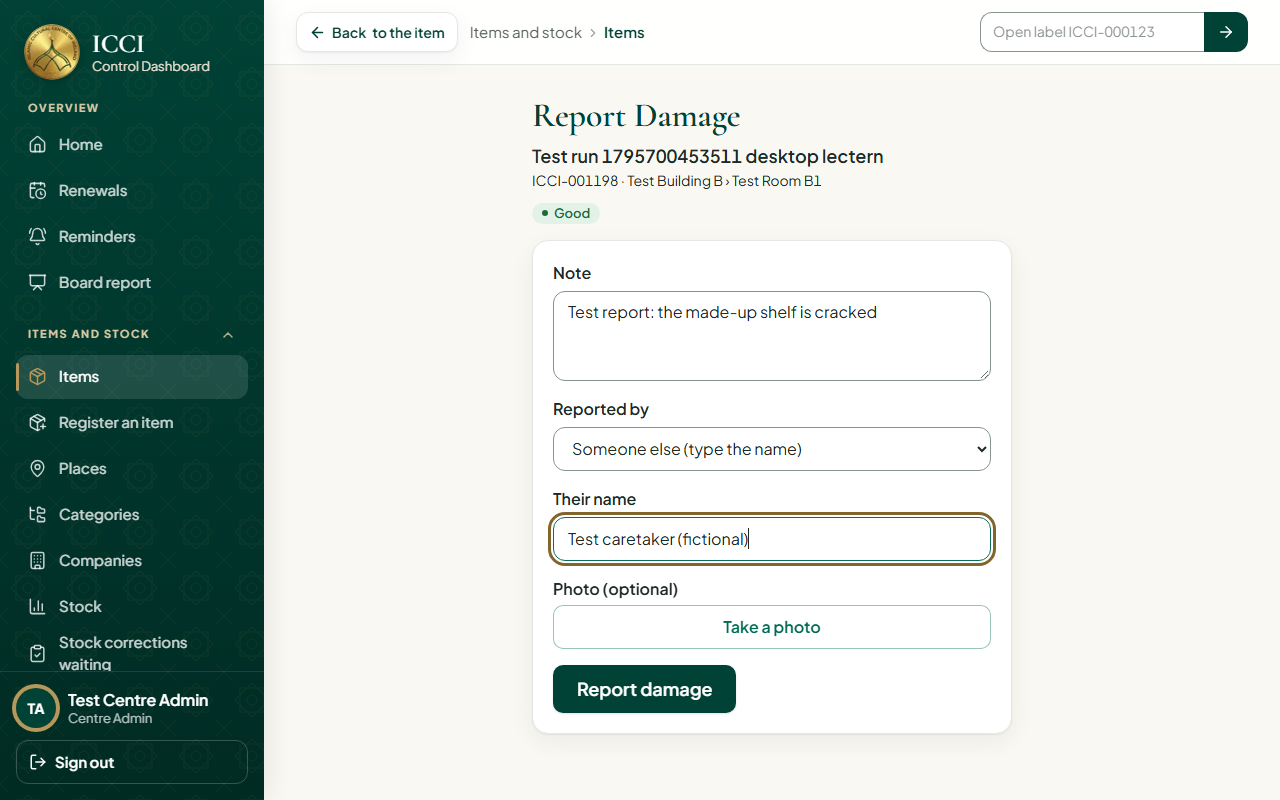 ICCI
Control Dashboard
OVERVIEW
Home
Renewals
Reminders
Board report
ITEMS AND STOCK
Items
Register an item
Places
Categories
Companies
Stock
Stock corrections
waiting
TA
Test Centre Admin
Centre Admin
Sign out
Back to the item
Items and stock › Items
Open label ICCI-000123
Report Damage
Test run 1795700453511 desktop lectern
ICCI-001198 · Test Building B › Test Room B1
Good
Note
Test report: the made-up shelf is cracked
Reported by
Someone else (type the name)
Their name
Test caretaker (fictional)
Photo (optional)
Take a photo
Report damage